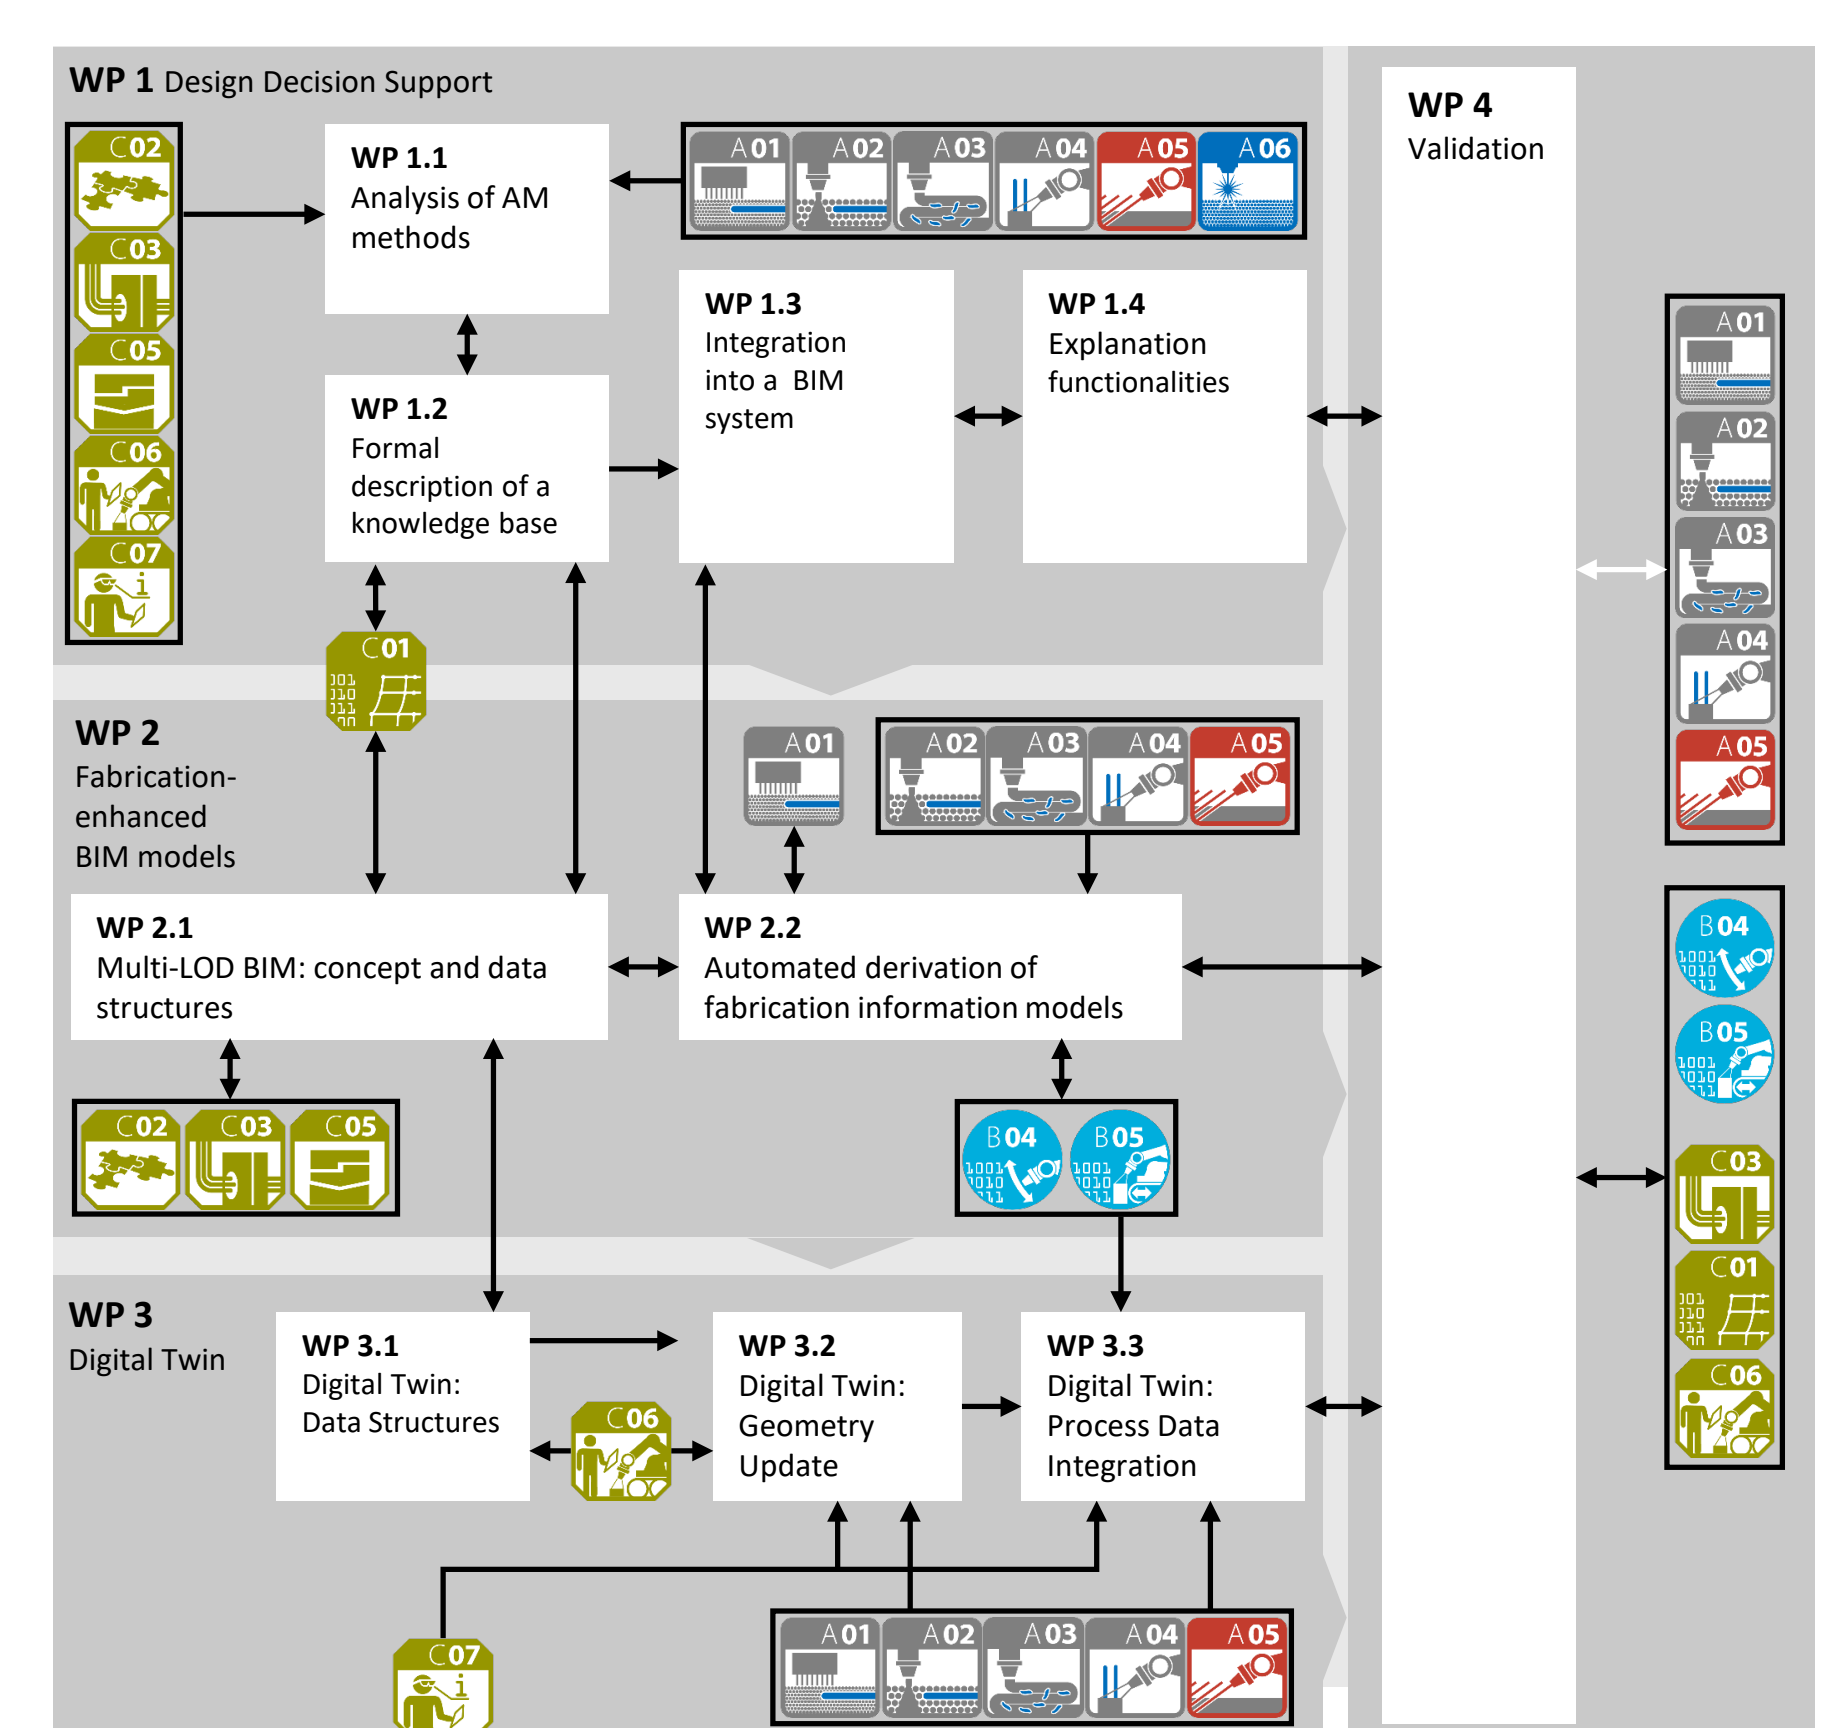 WP 1 Design Decision Support
C02
C03
C05
C06
C07
WP 1.1
Analysis of AM
methods
A01 A02 A03 A04 A05 A06
WP 1.2
Formal
description of a
knowledge base
WP 1.3
Integration
into a BIM
system
WP 1.4
Explanation
functionalities
C01
WP 2
Fabrication-
enhanced
BIM models
A01
A02 A03 A04 A05
WP 2.1
Multi-LOD BIM: concept and data
structures
WP 2.2
Automated derivation of
fabrication information models
C02 C03 C05
B04 B05
WP 3
Digital Twin
WP 3.1
Digital Twin:
Data Structures
C06
WP 3.2
Digital Twin:
Geometry
Update
WP 3.3
Digital Twin:
Process Data
Integration
C07
A01 A02 A03 A04 A05
WP 4
Validation
A01
A02
A03
A04
A05
B04
B05
C03
C01
C06